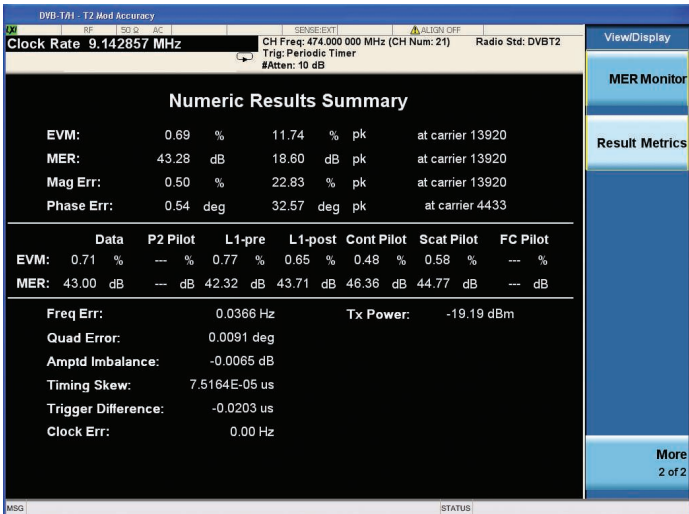 DVB-T/H - T2 Mod Accuracy
LXI RF 50 Ω AC SENSE:EXT ALIGN OFF
Clock Rate 9.142857 MHz
CH Freq: 474.000 000 MHz (CH Num: 21) Radio Std: DVBT2
Trig: Periodic Timer
#Atten: 10 dB
Numeric Results Summary
EVM: 0.69 % 11.74 % pk at carrier 13920
MER: 43.28 dB 18.60 dB pk at carrier 13920
Mag Err: 0.50 % 22.83 % pk at carrier 13920
Phase Err: 0.54 deg 32.57 deg pk at carrier 4433
Data P2 Pilot L1-pre L1-post Cont Pilot Scat Pilot FC Pilot
EVM: 0.71 % --- % 0.77 % 0.65 % 0.48 % 0.58 % --- %
MER: 43.00 dB --- dB 42.32 dB 43.71 dB 46.36 dB 44.77 dB --- dB
Freq Err: 0.0366 Hz Tx Power: -19.19 dBm
Quad Error: 0.0091 deg
Amptd Imbalance: -0.0065 dB
Timing Skew: 7.5164E-05 us
Trigger Difference: -0.0203 us
Clock Err: 0.00 Hz
View/Display
MER Monitor
Result Metrics
More
2 of 2
MSG STATUS